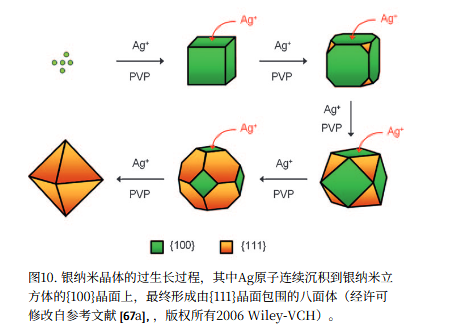 Ag⁺
Ag⁺
Ag⁺
PVP
Ag⁺
PVP
Ag⁺
PVP
Ag⁺
Ag⁺
Ag⁺
PVP
Ag⁺
PVP
{100}
{111}
图10. 银纳米晶体的过生长过程，其中Ag原子连续沉积到银纳米立
方体的{100}晶面上，最终形成由{111}晶面包围的八面体（经许可
修改自参考文献 [67a],，版权所有2006 Wiley-VCH）。